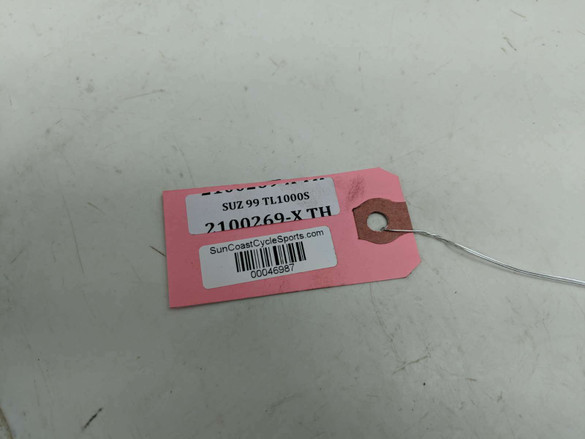 SUZ 99 TL1000S
2100269-X TH
SunCoastCycleSports.com
00046987